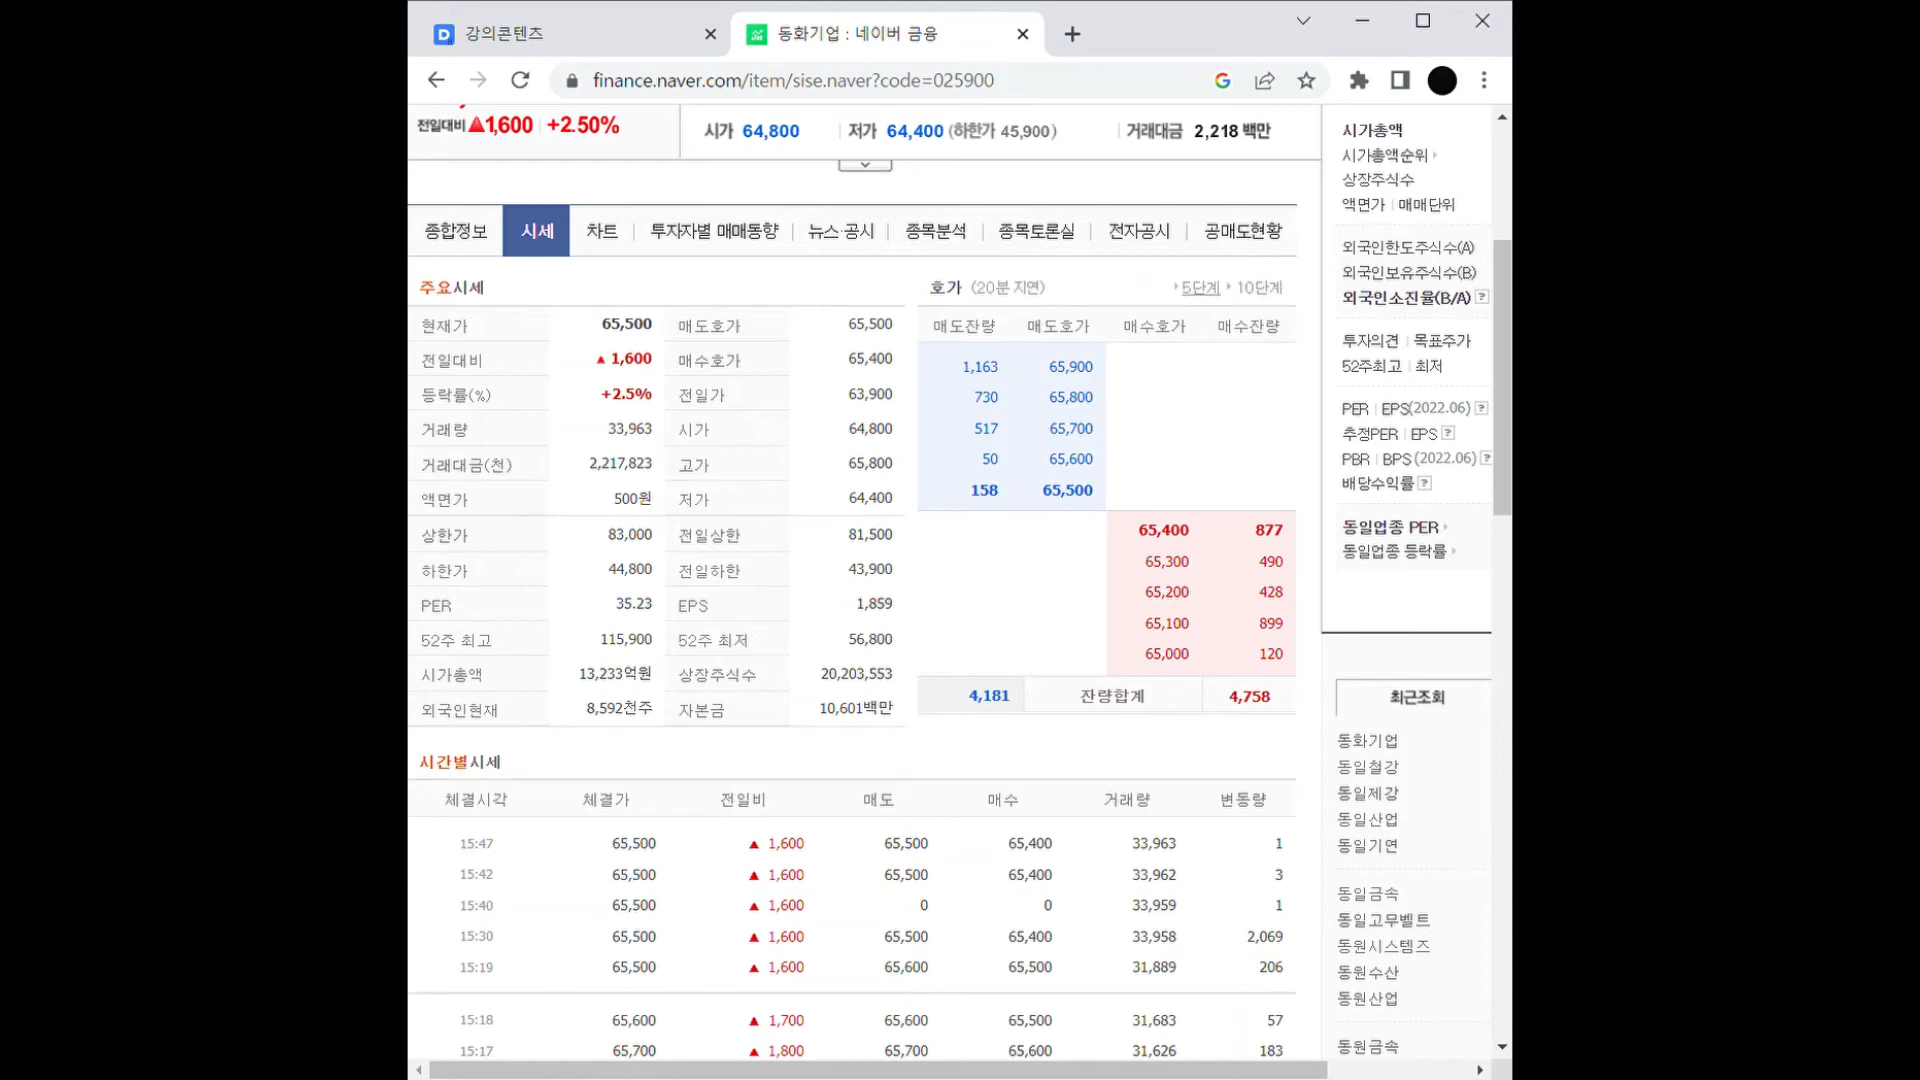 강의콘텐츠
동화기업 : 네이버 금융
finance.naver.com/item/sise.naver?code=025900
전일대비 ▲1,600 +2.50%
시가 64,800 저가 64,400 (하한가 45,900) 거래대금 2,218 백만
종합정보 시세 차트 투자자별 매매동향 뉴스·공시 종목분석 종목토론실 전자공시 공매도현황
주요시세
현재가 65,500 매도호가 65,500
전일대비 ▲ 1,600 매수호가 65,400
등락률(%) +2.5% 전일가 63,900
거래량 33,963 시가 64,800
거래대금(천) 2,217,823 고가 65,800
액면가 500원 저가 64,400
상한가 83,000 전일상한 81,500
하한가 44,800 전일하한 43,900
PER 35.23 EPS 1,859
52주 최고 115,900 52주 최저 56,800
시가총액 13,233억원 상장주식수 20,203,553
외국인현재 8,592천주 자본금 10,601백만
호가 (20분 지연) 5단계 10단계
매도잔량 매도호가 매수호가 매수잔량
1,163 65,900
730 65,800
517 65,700
50 65,600
158 65,500
65,400 877
65,300 490
65,200 428
65,100 899
65,000 120
4,181 잔량합계 4,758
시간별시세
체결시각 체결가 전일비 매도 매수 거래량 변동량
15:47 65,500 ▲ 1,600 65,500 65,400 33,963 1
15:42 65,500 ▲ 1,600 65,500 65,400 33,962 3
15:40 65,500 ▲ 1,600 0 0 33,959 1
15:30 65,500 ▲ 1,600 65,500 65,400 33,958 2,069
15:19 65,500 ▲ 1,600 65,600 65,500 31,889 206
15:18 65,600 ▲ 1,700 65,600 65,500 31,683 57
15:17 65,700 ▲ 1,800 65,700 65,600 31,626 183
시가총액
시가총액순위
상장주식수
액면가 | 매매단위
외국인한도주식수(A)
외국인보유주식수(B)
외국인소진율(B/A) ?
투자의견 | 목표주가
52주최고 | 최저
PER | EPS(2022.06) ?
추정PER | EPS ?
PBR | BPS (2022.06) ?
배당수익률 ?
동일업종 PER
동일업종 등락률
최근조회
동화기업
동일철강
동일제강
동일산업
동일기연
동일금속
동일고무벨트
동원시스템즈
동원수산
동원산업
동원금속